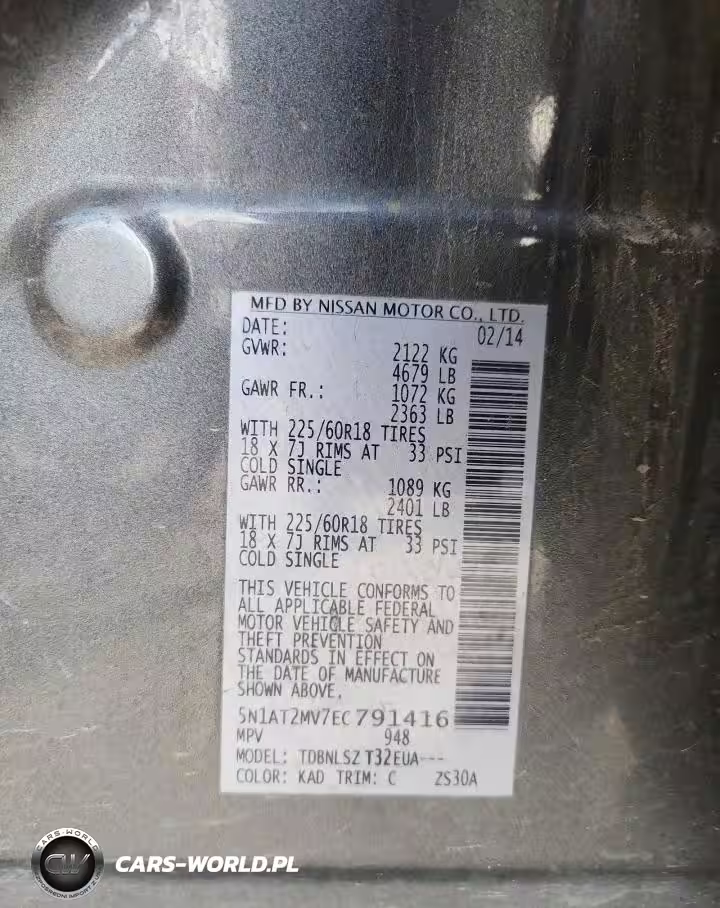 MFD BY NISSAN MOTOR CO., LTD.
DATE: 02/14
GVWR: 2122 KG
4679 LB
GAWR FR.: 1072 KG
2363 LB
WITH 225/60R18 TIRES
18 X 7J RIMS AT 33 PSI
COLD SINGLE
GAWR RR.: 1089 KG
2401 LB
WITH 225/60R18 TIRES
18 X 7J RIMS AT 33 PSI
COLD SINGLE
THIS VEHICLE CONFORMS TO
ALL APPLICABLE FEDERAL
MOTOR VEHICLE SAFETY AND
THEFT PREVENTION
STANDARDS IN EFFECT ON
THE DATE OF MANUFACTURE
SHOWN ABOVE.
5N1AT2MV7EC791416
MPV 948
MODEL: TDBNLSZ T32EUA---
COLOR: KAD TRIM: C ZS30A
CARS-WORLD
CW
CARS-WORLD.PL